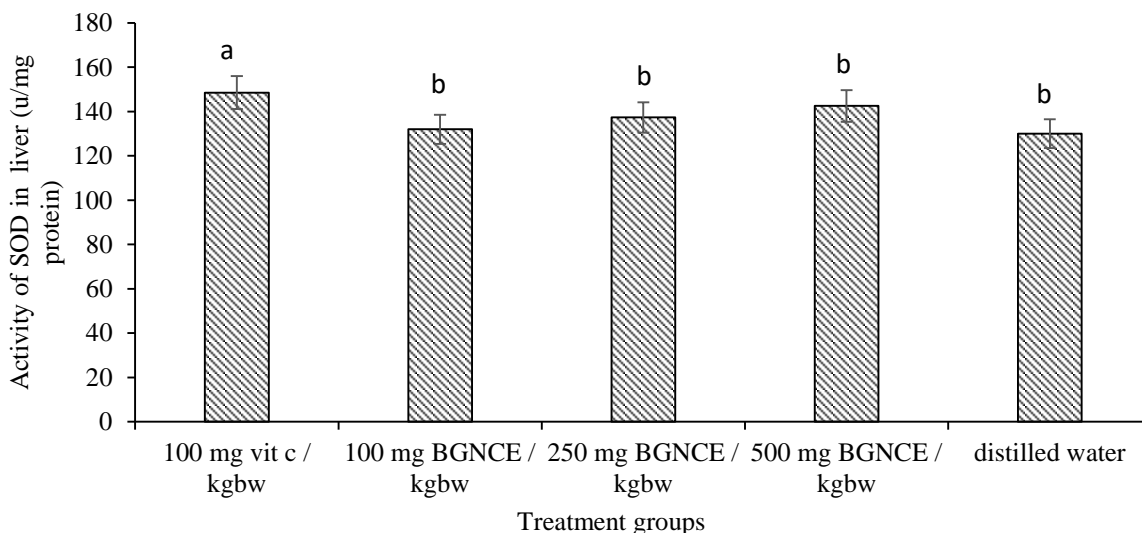 Activity of SOD in liver (u/mg
protein)
180
160
140
120
100
80
60
40
20
0
a
b
b
b
b
100 mg vit c /
kgbw
100 mg BGNCE /
kgbw
250 mg BGNCE /
kgbw
500 mg BGNCE /
kgbw
distilled water
Treatment groups